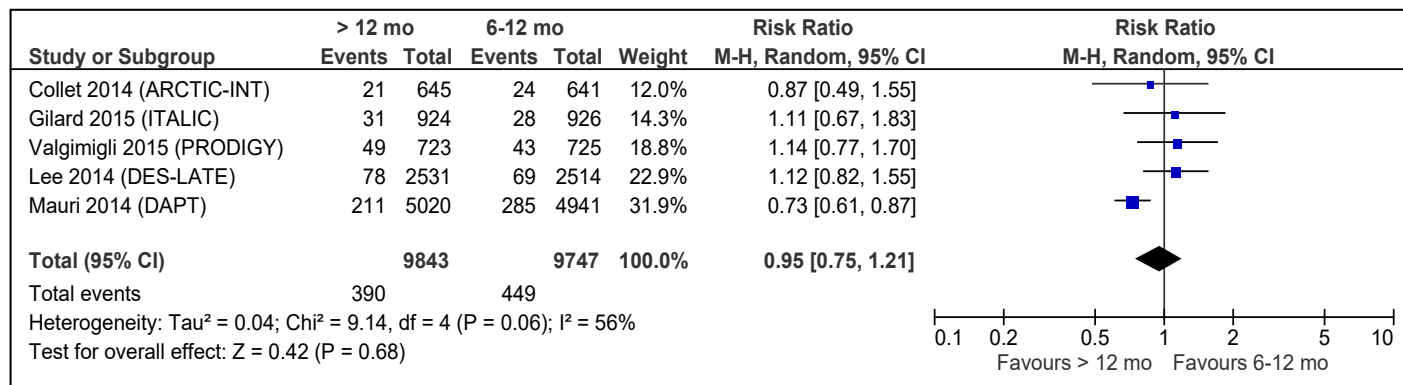 > 12 mo 6-12 mo Risk Ratio Risk Ratio
Study or Subgroup Events Total Events Total Weight M-H, Random, 95% CI M-H, Random, 95% CI
Collet 2014 (ARCTIC-INT) 21 645 24 641 12.0% 0.87 [0.49, 1.55]
Gilard 2015 (ITALIC) 31 924 28 926 14.3% 1.11 [0.67, 1.83]
Valgimigli 2015 (PRODIGY) 49 723 43 725 18.8% 1.14 [0.77, 1.70]
Lee 2014 (DES-LATE) 78 2531 69 2514 22.9% 1.12 [0.82, 1.55]
Mauri 2014 (DAPT) 211 5020 285 4941 31.9% 0.73 [0.61, 0.87]
Total (95% CI) 9843 9747 100.0% 0.95 [0.75, 1.21]
Total events 390 449
Heterogeneity: Tau² = 0.04; Chi² = 9.14, df = 4 (P = 0.06); I² = 56%
Test for overall effect: Z = 0.42 (P = 0.68)
0.1 0.2 0.5 1 2 5 10
Favours > 12 mo Favours 6-12 mo